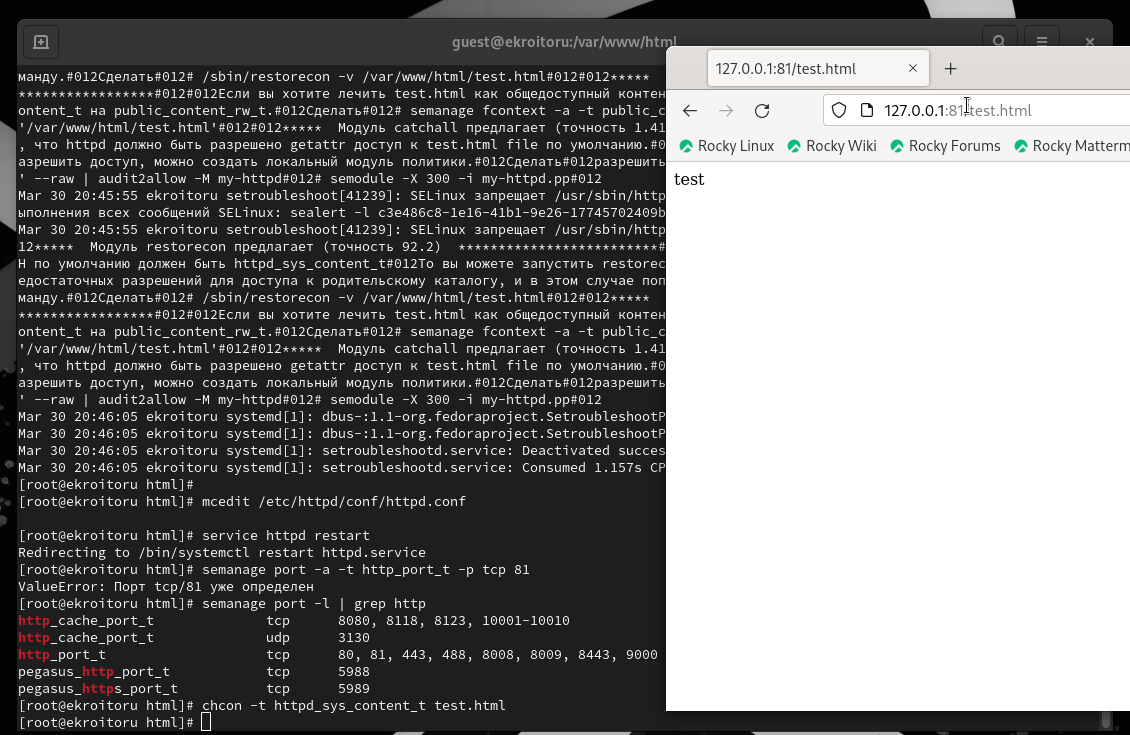 guest@ekroitoru:/var/www/html
манду.#012Сделать#012# /sbin/restorecon -v /var/www/html/test.html#012#012*****
*****************#012Если вы хотите лечить test.html как общедоступный контен
ontent_t на public_content_rw_t.#012Сделать#012# semanage fcontext -a -t public_c
'/var/www/html/test.html'#012#012*****  Модуль catchall предлагает (точность 1.41
, что httpd должно быть разрешено getattr доступ к test.html file по умолчанию.#0
азрешить доступ, можно создать локальный модуль политики.#012Сделать#012разрешить
' --raw | audit2allow -M my-httpd#012# semodule -X 300 -i my-httpd.pp#012
Mar 30 20:45:55 ekroitoru setroubleshoot[41239]: SELinux запрещает /usr/sbin/http
ыполнения всех сообщений SELinux: sealert -l c3e486c8-1e16-41b1-9e26-17745702409b
Mar 30 20:45:55 ekroitoru setroubleshoot[41239]: SELinux запрещает /usr/sbin/http
12*****  Модуль restorecon предлагает (точность 92.2)  *************************#
Н по умолчанию должен быть httpd_sys_content_t#012То вы можете запустить restorec
едостаточных разрешений для доступа к родительскому каталогу, и в этом случае поп
манду.#012Сделать#012# /sbin/restorecon -v /var/www/html/test.html#012#012*****
*****************#012Если вы хотите лечить test.html как общедоступный контен
ontent_t на public_content_rw_t.#012Сделать#012# semanage fcontext -a -t public_c
'/var/www/html/test.html'#012#012*****  Модуль catchall предлагает (точность 1.41
, что httpd должно быть разрешено getattr доступ к test.html file по умолчанию.#0
азрешить доступ, можно создать локальный модуль политики.#012Сделать#012разрешить
' --raw | audit2allow -M my-httpd#012# semodule -X 300 -i my-httpd.pp#012
Mar 30 20:46:05 ekroitoru systemd[1]: dbus-:1.1-org.fedoraproject.SetroubleshootP
Mar 30 20:46:05 ekroitoru systemd[1]: dbus-:1.1-org.fedoraproject.SetroubleshootP
Mar 30 20:46:05 ekroitoru systemd[1]: setroubleshootd.service: Deactivated succes
Mar 30 20:46:05 ekroitoru systemd[1]: setroubleshootd.service: Consumed 1.157s CP
[root@ekroitoru html]#
[root@ekroitoru html]# mcedit /etc/httpd/conf/httpd.conf
[root@ekroitoru html]# service httpd restart
Redirecting to /bin/systemctl restart httpd.service
[root@ekroitoru html]# semanage port -a -t http_port_t -p tcp 81
ValueError: Порт tcp/81 уже определен
[root@ekroitoru html]# semanage port -l | grep http
http_cache_port_t              tcp      8080, 8118, 8123, 10001-10010
http_cache_port_t              udp      3130
http_port_t                    tcp      80, 81, 443, 488, 8008, 8009, 8443, 9000
pegasus_http_port_t            tcp      5988
pegasus_https_port_t           tcp      5989
[root@ekroitoru html]# chcon -t httpd_sys_content_t test.html
[root@ekroitoru html]#
127.0.0.1:81/test.html
127.0.0.1:81/test.html
Rocky Linux Rocky Wiki Rocky Forums Rocky Matterm
test